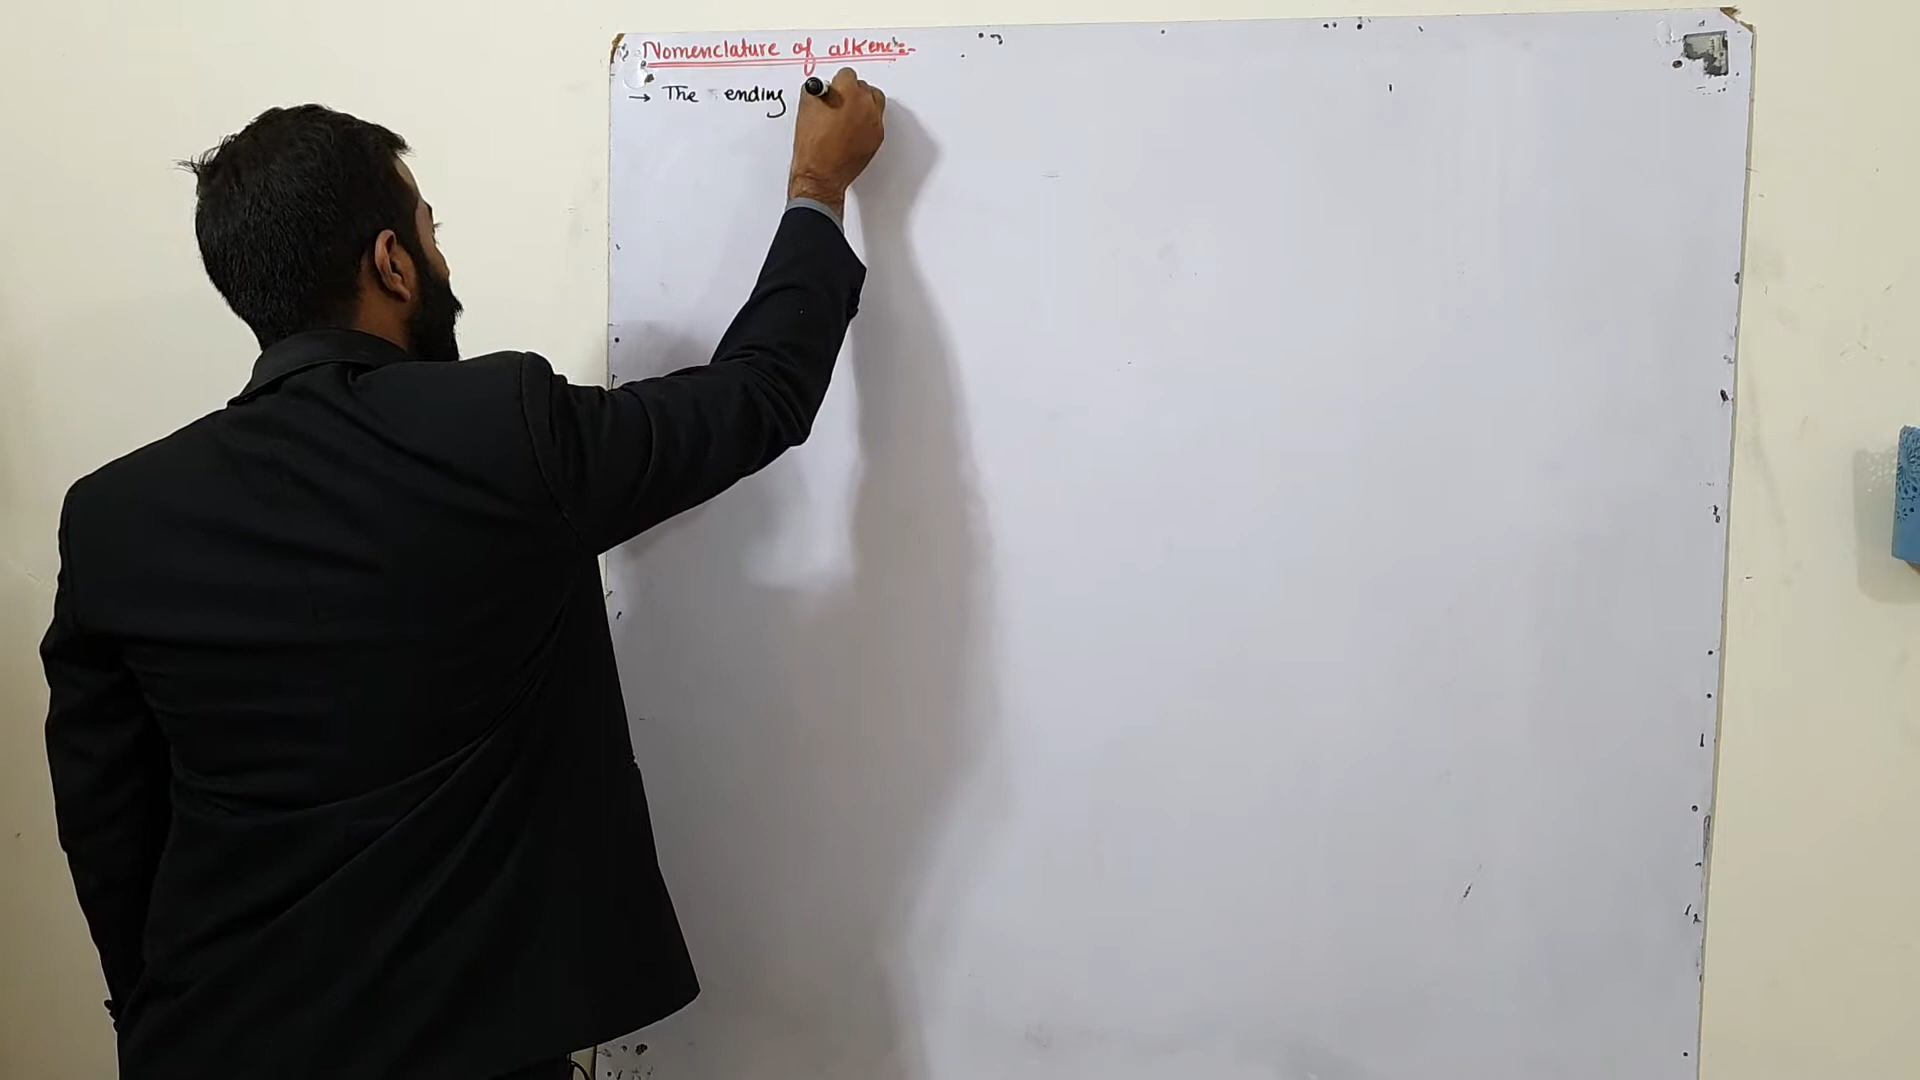 Nomenclature of alkene:-
→ The ending